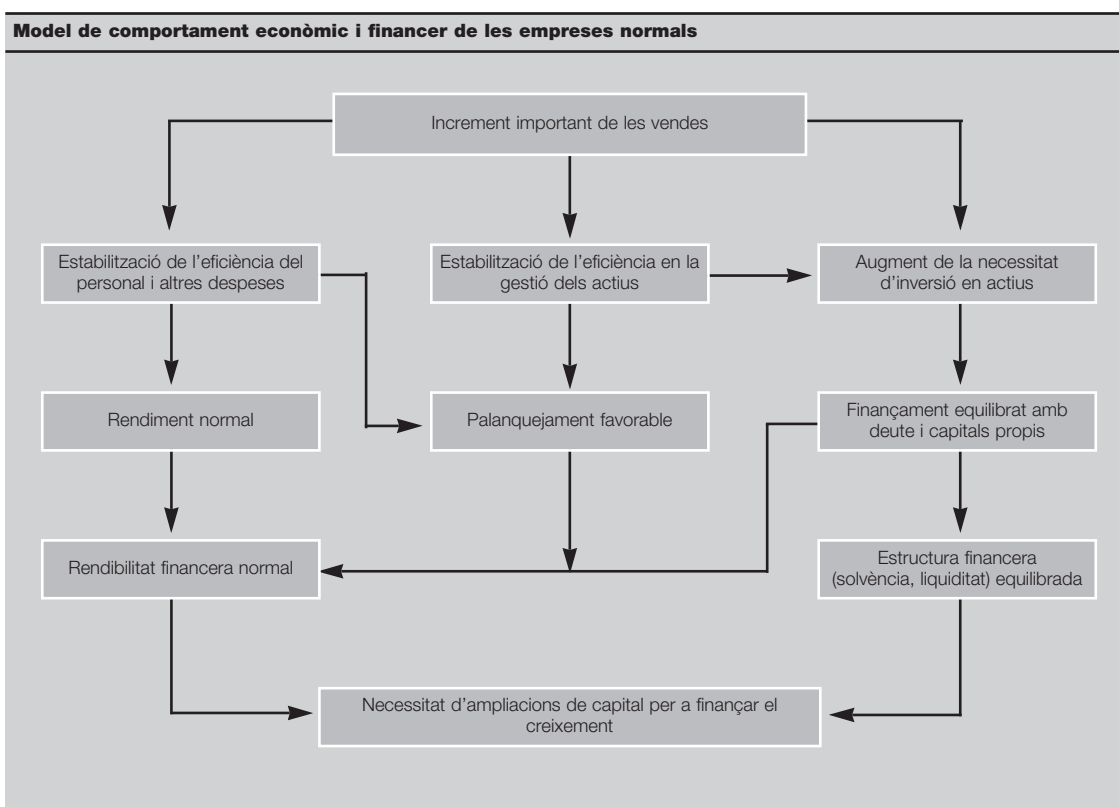 Model de comportament econòmic i financer de les empreses normals
Increment important de les vendes
Estabilització de l'eficiència del
personal i altres despeses
Estabilització de l'eficiència en la
gestió dels actius
Augment de la necessitat
d'inversió en actius
Rendiment normal
Palanquejament favorable
Finançament equilibrat amb
deute i capitals propis
Rendibilitat financera normal
Estructura financera
(solvència, liquiditat) equilibrada
Necessitat d'ampliacions de capital per a finançar el
creixement